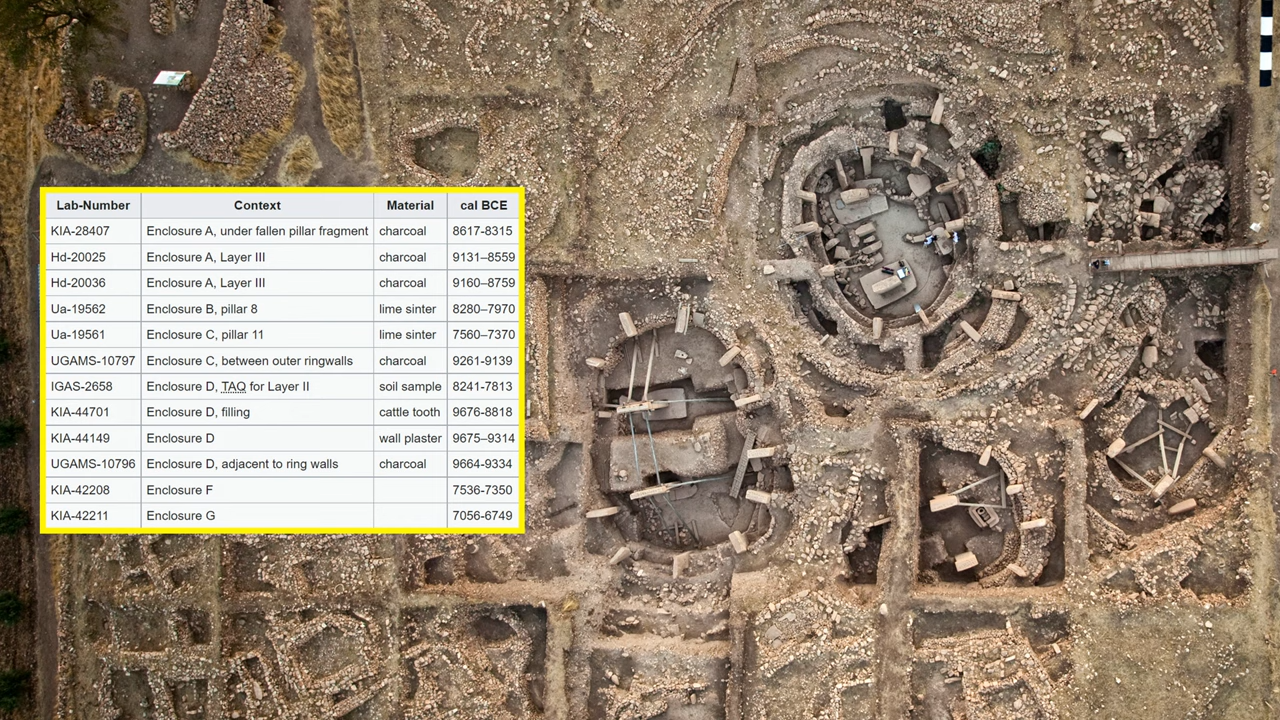 Lab-Number Context Material cal BCE
KIA-28407 Enclosure A, under fallen pillar fragment charcoal 8617-8315
Hd-20025 Enclosure A, Layer III charcoal 9131–8559
Hd-20036 Enclosure A, Layer III charcoal 9160–8759
Ua-19562 Enclosure B, pillar 8 lime sinter 8280–7970
Ua-19561 Enclosure C, pillar 11 lime sinter 7560–7370
UGAMS-10797 Enclosure C, between outer ringwalls charcoal 9261-9139
IGAS-2658 Enclosure D, TAQ for Layer II soil sample 8241-7813
KIA-44701 Enclosure D, filling cattle tooth 9676-8818
KIA-44149 Enclosure D wall plaster 9675–9314
UGAMS-10796 Enclosure D, adjacent to ring walls charcoal 9664-9334
KIA-42208 Enclosure F 7536-7350
KIA-42211 Enclosure G 7056-6749